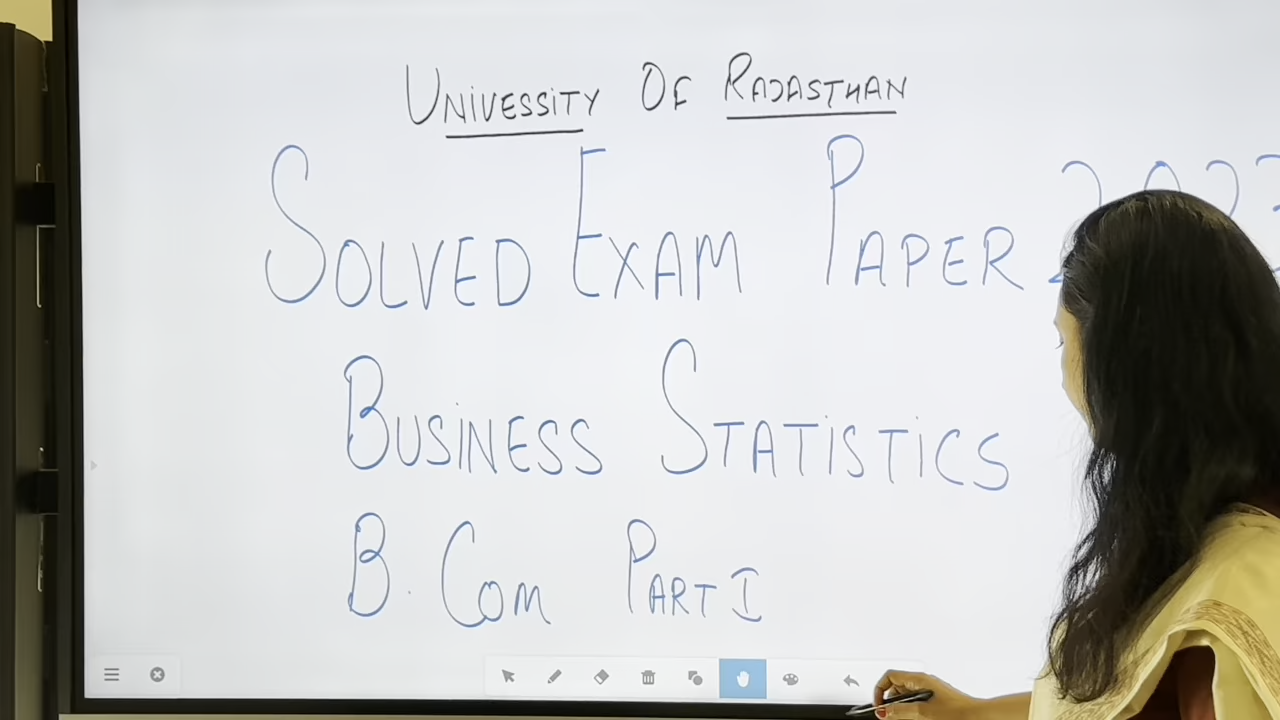 UNiVESSiTY OF RAJASTHAN
SOLVED EXAM PAPER
BUSiNESS STATiSTiCS
B. COM PART I